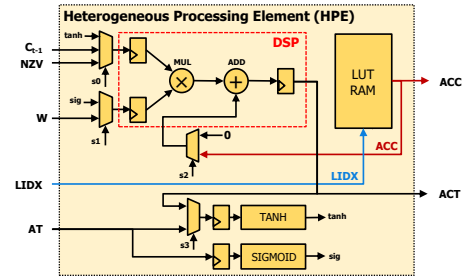 Heterogeneous Processing Element (HPE)
tanh
DSP
Ct-1
NZV
MUL
ADD
LUT
RAM
s0
ACC
sig
W
s1
0
ACC
s2
LIDX
LIDX
ACT
AT
TANH
tanh
s3
SIGMOID
sig